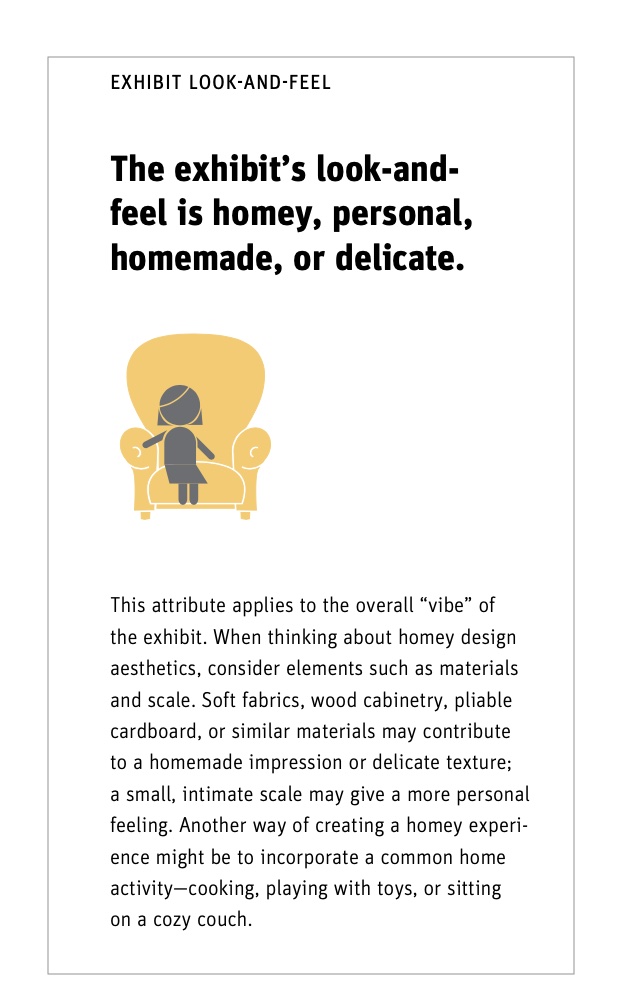 EXHIBIT LOOK-AND-FEEL
The exhibit’s look-and-
feel is homey, personal,
homemade, or delicate.
This attribute applies to the overall “vibe” of
the exhibit. When thinking about homey design
aesthetics, consider elements such as materials
and scale. Soft fabrics, wood cabinetry, pliable
cardboard, or similar materials may contribute
to a homemade impression or delicate texture;
a small, intimate scale may give a more personal
feeling. Another way of creating a homey experi-
ence might be to incorporate a common home
activity—cooking, playing with toys, or sitting
on a cozy couch.